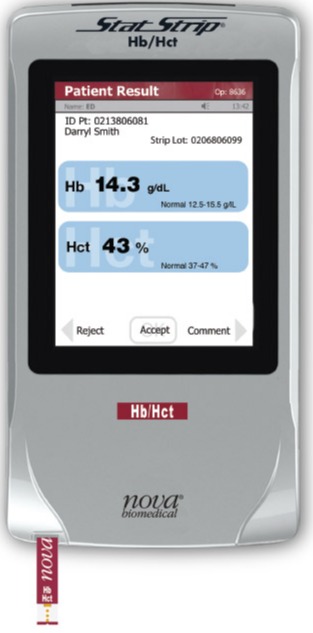 Stat Strip®
Hb/Hct
Patient Result Op: 8636
Name: ED 13:42
ID Pt: 0213806081
Darryl Smith
Strip Lot: 0206806099
Hb 14.3 g/dL
Normal 12.5-15.5 g/L
Hct 43 %
Normal 37-47 %
Reject Accept Comment
Hb/Hct
nova®
biomedical
nova
Hb
Hct